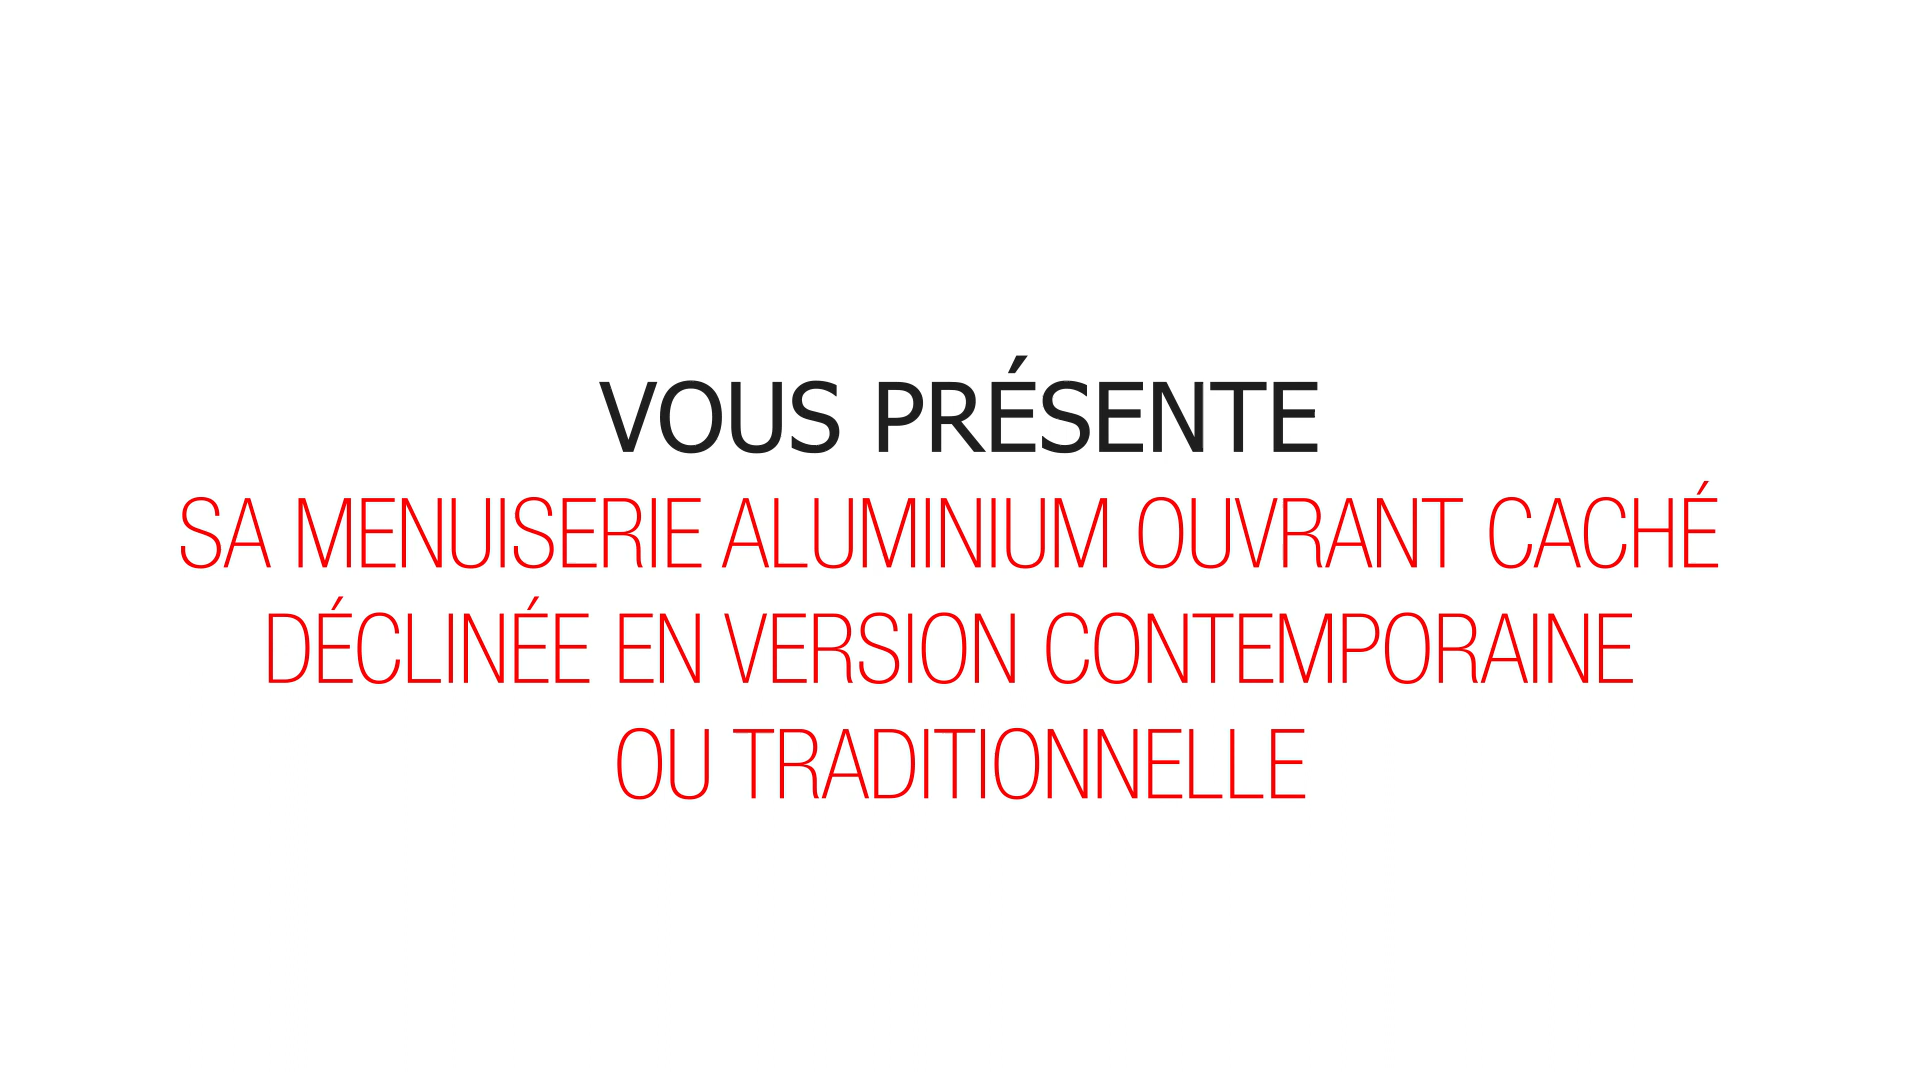 VOUS PRÉSENTE
SA MENUISERIE ALUMINIUM OUVRANT CACHÉ
DÉCLINÉE EN VERSION CONTEMPORAINE
OU TRADITIONNELLE